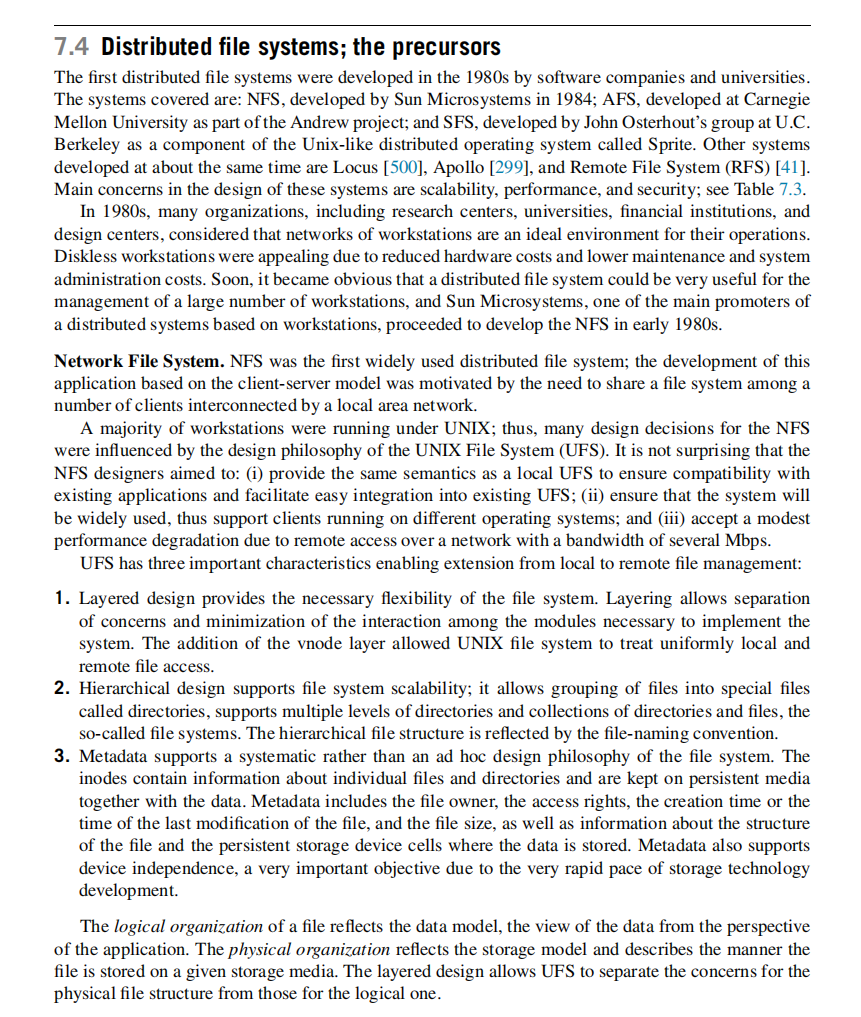 7.4 Distributed file systems; the precursors
The first distributed file systems were developed in the 1980s by software companies and universities.
The systems covered are: NFS, developed by Sun Microsystems in 1984; AFS, developed at Carnegie
Mellon University as part of the Andrew project; and SFS, developed by John Osterhout's group at U.C.
Berkeley as a component of the Unix-like distributed operating system called Sprite. Other systems
developed at about the same time are Locus [500], Apollo [299], and Remote File System (RFS) [41].
Main concerns in the design of these systems are scalability, performance, and security; see Table 7.3.
In 1980s, many organizations, including research centers, universities, financial institutions, and
design centers, considered that networks of workstations are an ideal environment for their operations.
Diskless workstations were appealing due to reduced hardware costs and lower maintenance and system
administration costs. Soon, it became obvious that a distributed file system could be very useful for the
management of a large number of workstations, and Sun Microsystems, one of the main promoters of
a distributed systems based on workstations, proceeded to develop the NFS in early 1980s.
Network File System. NFS was the first widely used distributed file system; the development of this
application based on the client-server model was motivated by the need to share a file system among a
number of clients interconnected by a local area network.
A majority of workstations were running under UNIX; thus, many design decisions for the NFS
were influenced by the design philosophy of the UNIX File System (UFS). It is not surprising that the
NFS designers aimed to: (i) provide the same semantics as a local UFS to ensure compatibility with
existing applications and facilitate easy integration into existing UFS; (ii) ensure that the system will
be widely used, thus support clients running on different operating systems; and (iii) accept a modest
performance degradation due to remote access over a network with a bandwidth of several Mbps.
UFS has three important characteristics enabling extension from local to remote file management:
1. Layered design provides the necessary flexibility of the file system. Layering allows separation
of concerns and minimization of the interaction among the modules necessary to implement the
system. The addition of the vnode layer allowed UNIX file system to treat uniformly local and
remote file access.
2. Hierarchical design supports file system scalability; it allows grouping of files into special files
called directories, supports multiple levels of directories and collections of directories and files, the
so-called file systems. The hierarchical file structure is reflected by the file-naming convention.
3. Metadata supports a systematic rather than an ad hoc design philosophy of the file system. The
inodes contain information about individual files and directories and are kept on persistent media
together with the data. Metadata includes the file owner, the access rights, the creation time or the
time of the last modification of the file, and the file size, as well as information about the structure
of the file and the persistent storage device cells where the data is stored. Metadata also supports
device independence, a very important objective due to the very rapid pace of storage technology
development.
The logical organization of a file reflects the data model, the view of the data from the perspective
of the application. The physical organization reflects the storage model and describes the manner the
file is stored on a given storage media. The layered design allows UFS to separate the concerns for the
physical file structure from those for the logical one.